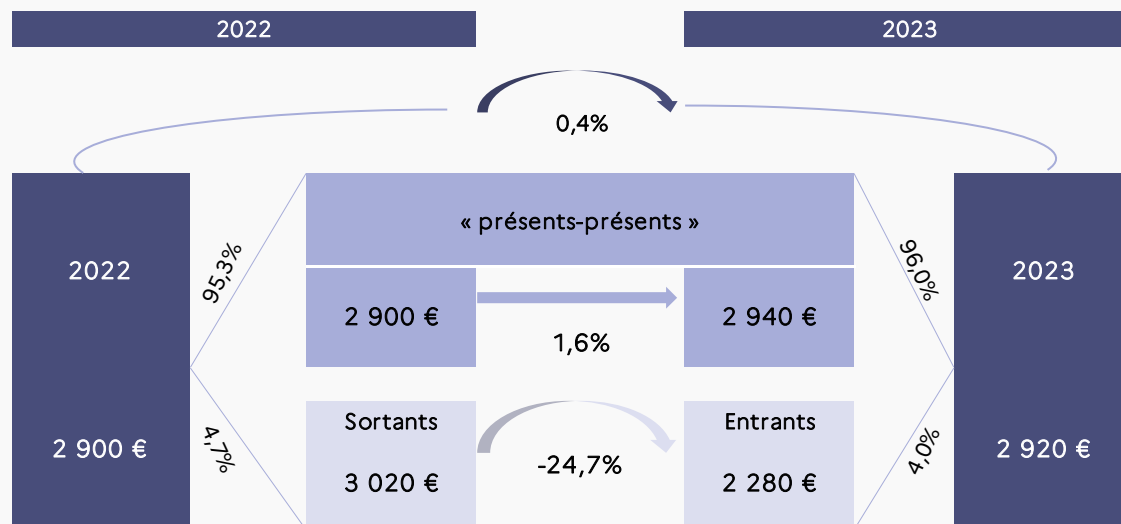 2022
2023
0,4%
« présents-présents »
2022
95,3%
96,0%
2023
2 900 €
2 940 €
1,6%
Sortants
Entrants
2 900 €
4,7%
-24,7%
4,0%
2 920 €
3 020 €
2 280 €